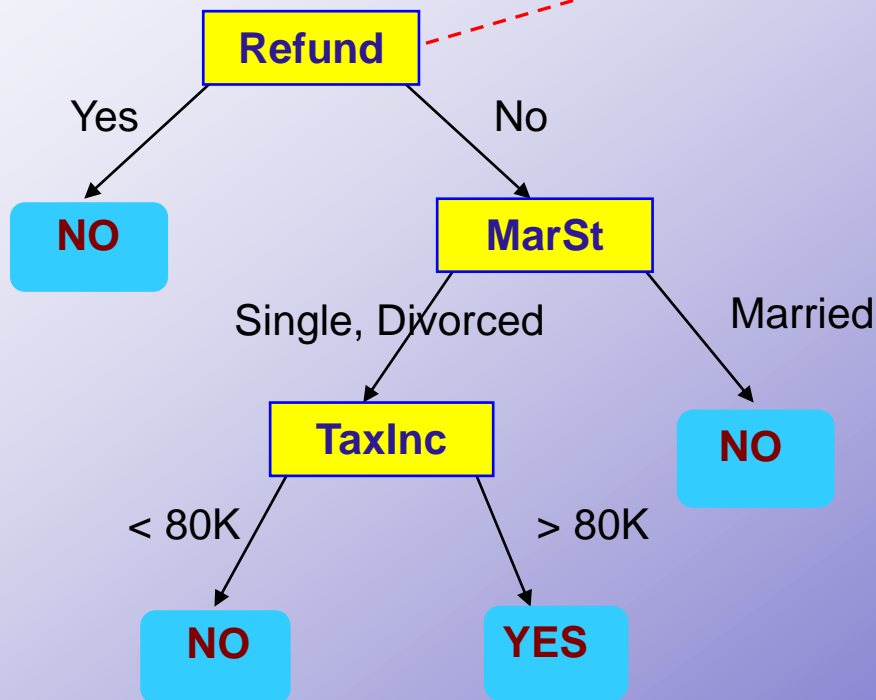 Refund
Yes
No
NO
MarSt
Single, Divorced
Married
TaxInc
NO
< 80K
> 80K
NO
YES